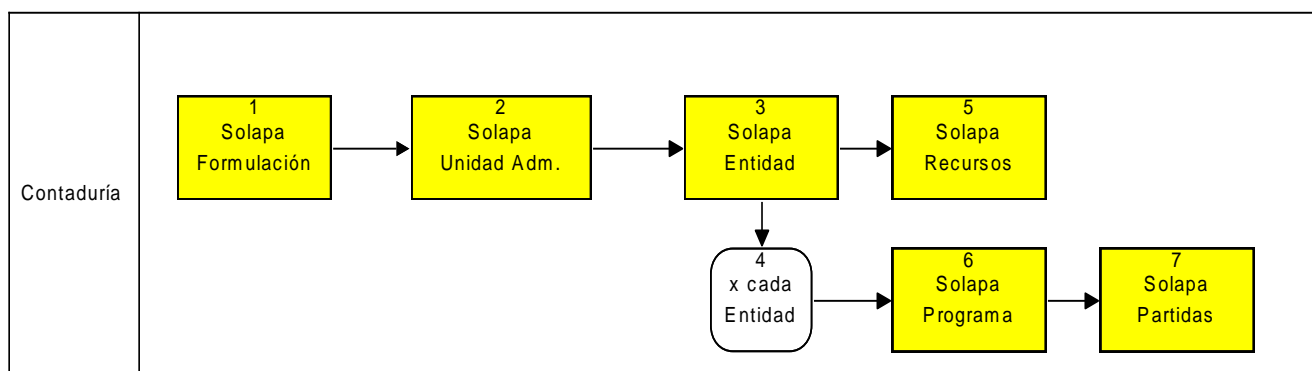 Contaduría
1
Solapa
Formulación
2
Solapa
Unidad Adm.
3
Solapa
Entidad
5
Solapa
Recursos
4
x cada
Entidad
6
Solapa
Programa
7
Solapa
Partidas